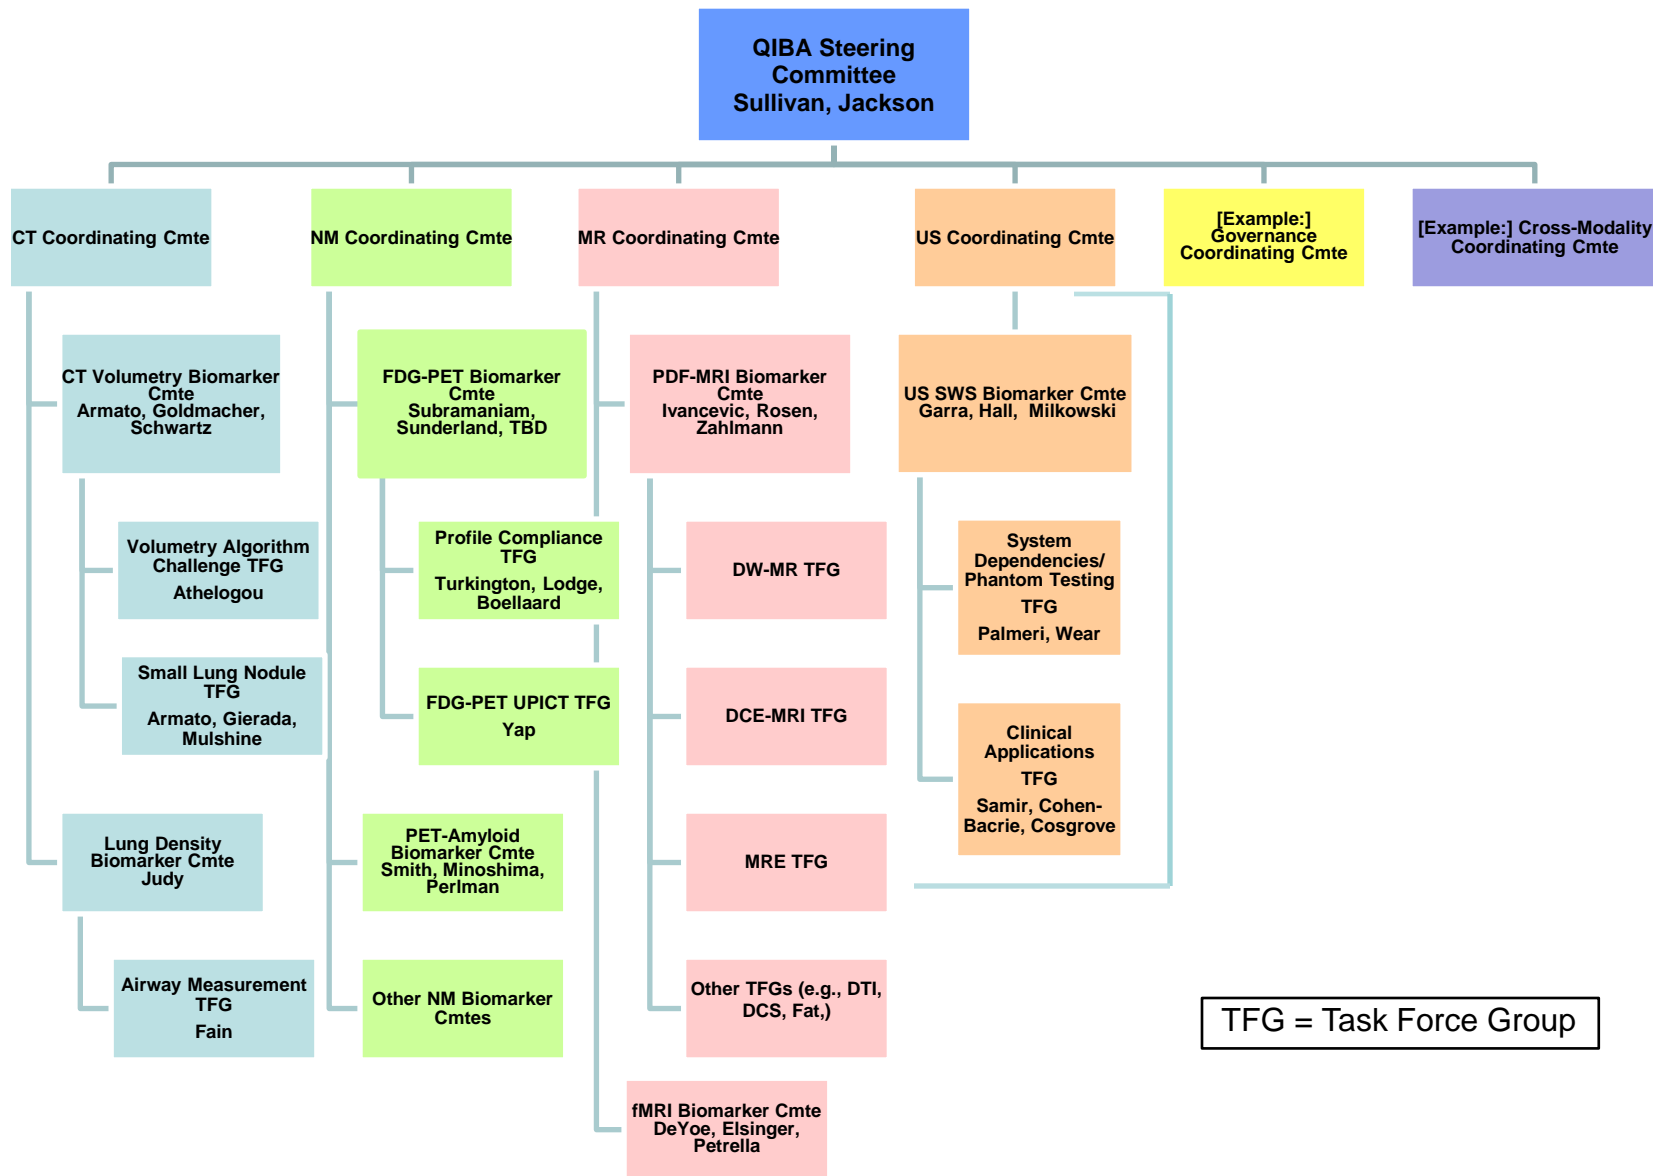 QIBA Steering
Committee
Sullivan, Jackson
CT Coordinating Cmte
NM Coordinating Cmte
MR Coordinating Cmte
US Coordinating Cmte
[Example:]
Governance
Coordinating Cmte
[Example:] Cross-Modality
Coordinating Cmte
CT Volumetry Biomarker
Cmte
Armato, Goldmacher,
Schwartz
Volumetry Algorithm
Challenge TFG
Athelogou
Small Lung Nodule
TFG
Armato, Gierada,
Mulshine
Lung Density
Biomarker Cmte
Judy
Airway Measurement
TFG
Fain
FDG-PET Biomarker
Cmte
Subramaniam,
Sunderland, TBD
Profile Compliance
TFG
Turkington, Lodge,
Boellaard
FDG-PET UPICT TFG
Yap
PET-Amyloid
Biomarker Cmte
Smith, Minoshima,
Perlman
Other NM Biomarker
Cmtes
PDF-MRI Biomarker
Cmte
Ivancevic, Rosen,
Zahlmann
DW-MR TFG
DCE-MRI TFG
MRE TFG
Other TFGs (e.g., DTI,
DCS, Fat,)
fMRI Biomarker Cmte
DeYoe, Elsinger,
Petrella
US SWS Biomarker Cmte
Garra, Hall, Milkowski
System
Dependencies/
Phantom Testing
TFG
Palmeri, Wear
Clinical
Applications
TFG
Samir, Cohen-
Bacrie, Cosgrove
TFG = Task Force Group